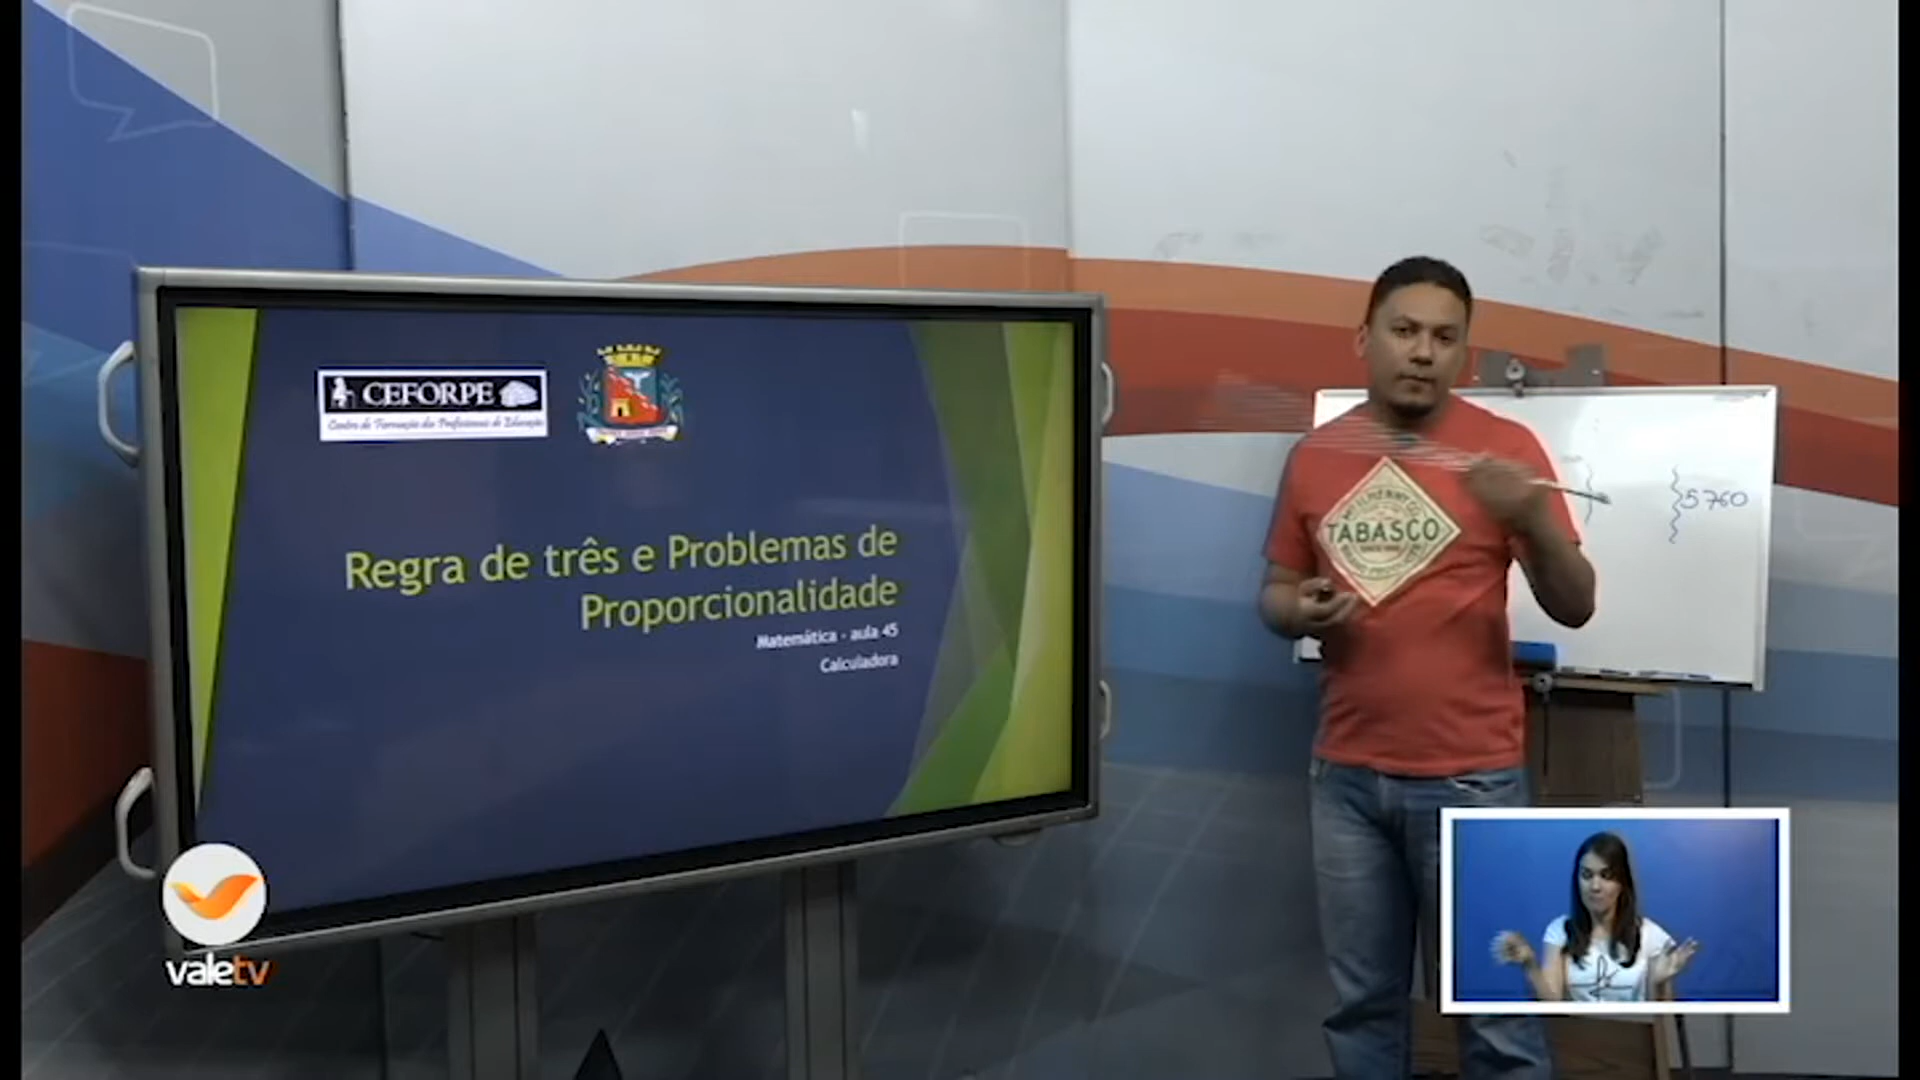 CEFORPE
Centro de Formação dos Profissionais de Educação
Regra de três e Problemas de
Proporcionalidade
Matemática - aula 45
Calculadora
TABASCO
5760
valetv